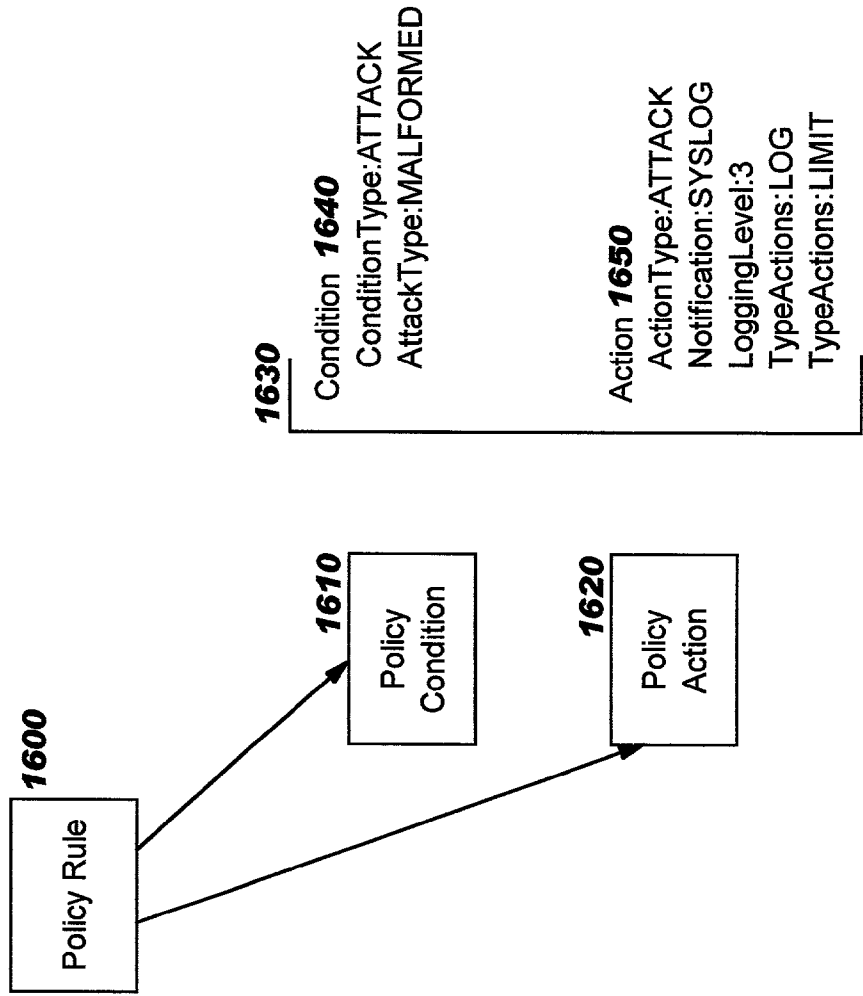 1600
Policy Rule
1610
Policy
Condition
1620
Policy
Action
1630
Condition 1640
ConditionType:ATTACK
AttackType:MALFORMED
Action 1650
ActionType:ATTACK
Notification:SYSLOG
LoggingLevel:3
TypeActions:LOG
TypeActions:LIMIT